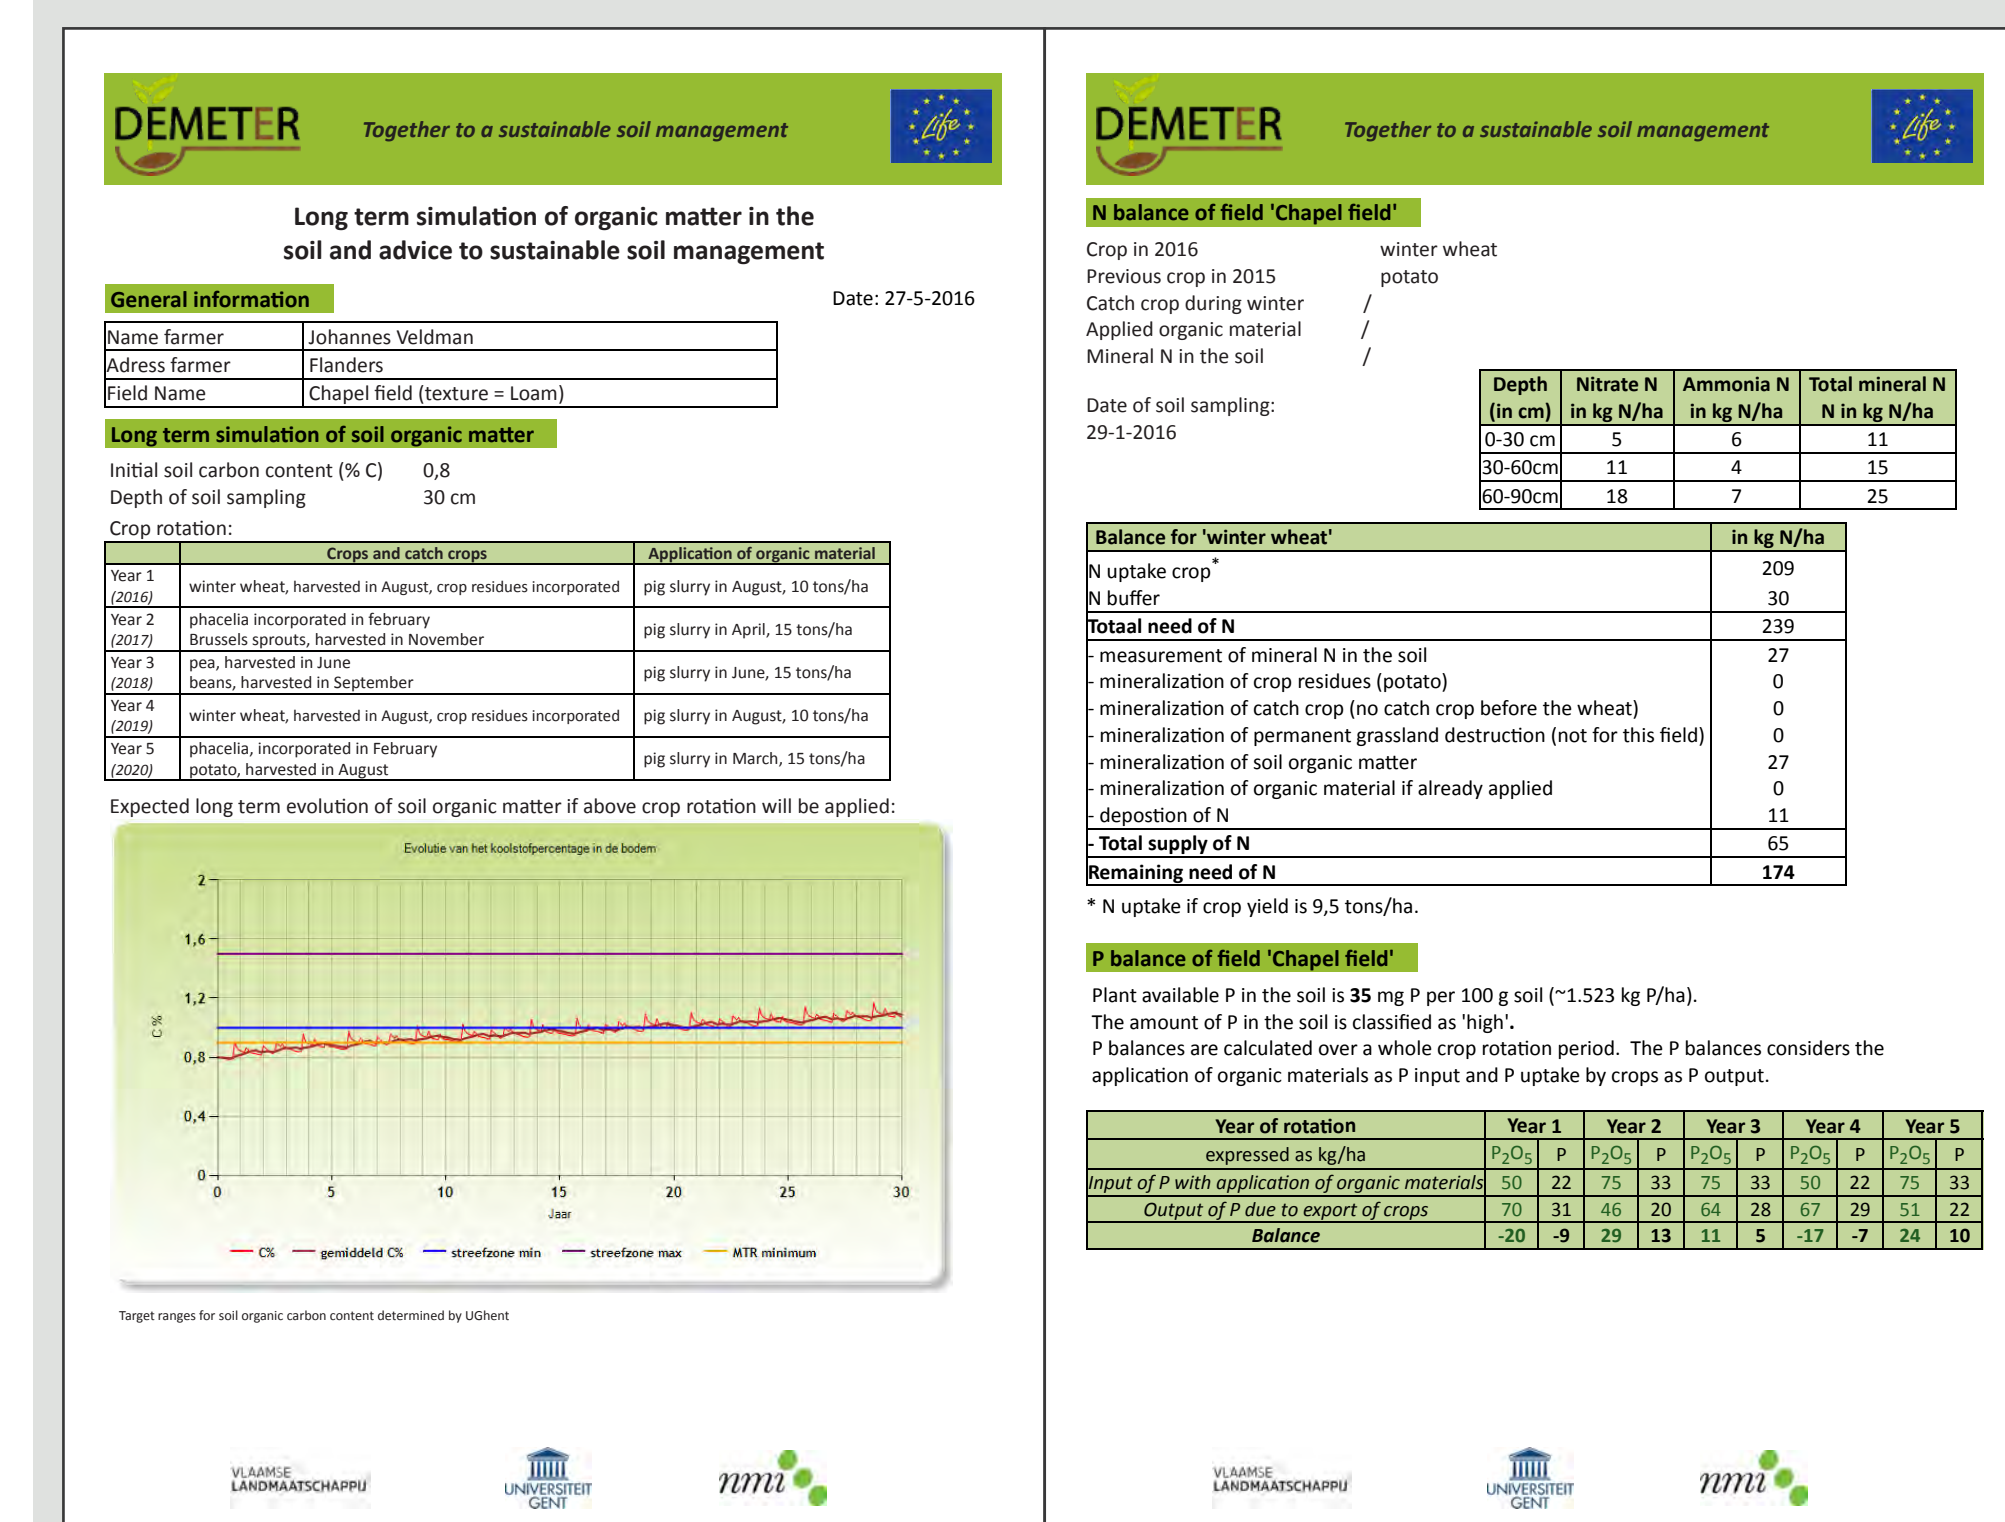 DEMETER
Together to a sustainable soil management
Life
Long term simulation of organic matter in the
soil and advice to sustainable soil management
General information
Date: 27-5-2016
Name farmer Johannes Veldman
Adress farmer Flanders
Field Name Chapel field (texture = Loam)
Long term simulation of soil organic matter
Initial soil carbon content (% C) 0,8
Depth of soil sampling 30 cm
Crop rotation:
Crops and catch crops Application of organic material
Year 1
(2016)
winter wheat, harvested in August, crop residues incorporated pig slurry in August, 10 tons/ha
Year 2
(2017)
phacelia incorporated in february
Brussels sprouts, harvested in November
pig slurry in April, 15 tons/ha
Year 3
(2018)
pea, harvested in June
beans, harvested in September
pig slurry in June, 15 tons/ha
Year 4
(2019)
winter wheat, harvested in August, crop residues incorporated pig slurry in August, 10 tons/ha
Year 5
(2020)
phacelia, incorporated in February
potato, harvested in August
pig slurry in March, 15 tons/ha
Expected long term evolution of soil organic matter if above crop rotation will be applied:
Evolutie van het koolstofpercentage in de bodem
2
1,6
1,2
0,8
0,4
0
C %
0 5 10 15 20 25 30
Jaar
C% gemiddeld C% streefzone min streefzone max MTR minimum
Target ranges for soil organic carbon content determined by UGhent
VLAAMSE
LANDMAATSCHAPPIJ
UNIVERSITEIT
GENT
nmi
DEMETER
Together to a sustainable soil management
Life
N balance of field 'Chapel field'
Crop in 2016 winter wheat
Previous crop in 2015 potato
Catch crop during winter /
Applied organic material /
Mineral N in the soil /
Date of soil sampling:
29-1-2016
Depth Nitrate N Ammonia N Total mineral N
(in cm) in kg N/ha in kg N/ha N in kg N/ha
0-30 cm 5 6 11
30-60cm 11 4 15
60-90cm 18 7 25
Balance for 'winter wheat' in kg N/ha
N uptake crop* 209
N buffer 30
Totaal need of N 239
- measurement of mineral N in the soil 27
- mineralization of crop residues (potato) 0
- mineralization of catch crop (no catch crop before the wheat) 0
- mineralization of permanent grassland destruction (not for this field) 0
- mineralization of soil organic matter 27
- mineralization of organic material if already applied 0
- depostion of N 11
- Total supply of N 65
Remaining need of N 174
* N uptake if crop yield is 9,5 tons/ha.
P balance of field 'Chapel field'
Plant available P in the soil is 35 mg P per 100 g soil (~1.523 kg P/ha).
The amount of P in the soil is classified as 'high'.
P balances are calculated over a whole crop rotation period. The P balances considers the
application of organic materials as P input and P uptake by crops as P output.
Year of rotation Year 1 Year 2 Year 3 Year 4 Year 5
expressed as kg/ha P2O5 P P2O5 P P2O5 P P2O5 P P2O5 P
Input of P with application of organic materials 50 22 75 33 75 33 50 22 75 33
Output of P due to export of crops 70 31 46 20 64 28 67 29 51 22
Balance -20 -9 29 13 11 5 -17 -7 24 10
VLAAMSE
LANDMAATSCHAPPIJ
UNIVERSITEIT
GENT
nmi